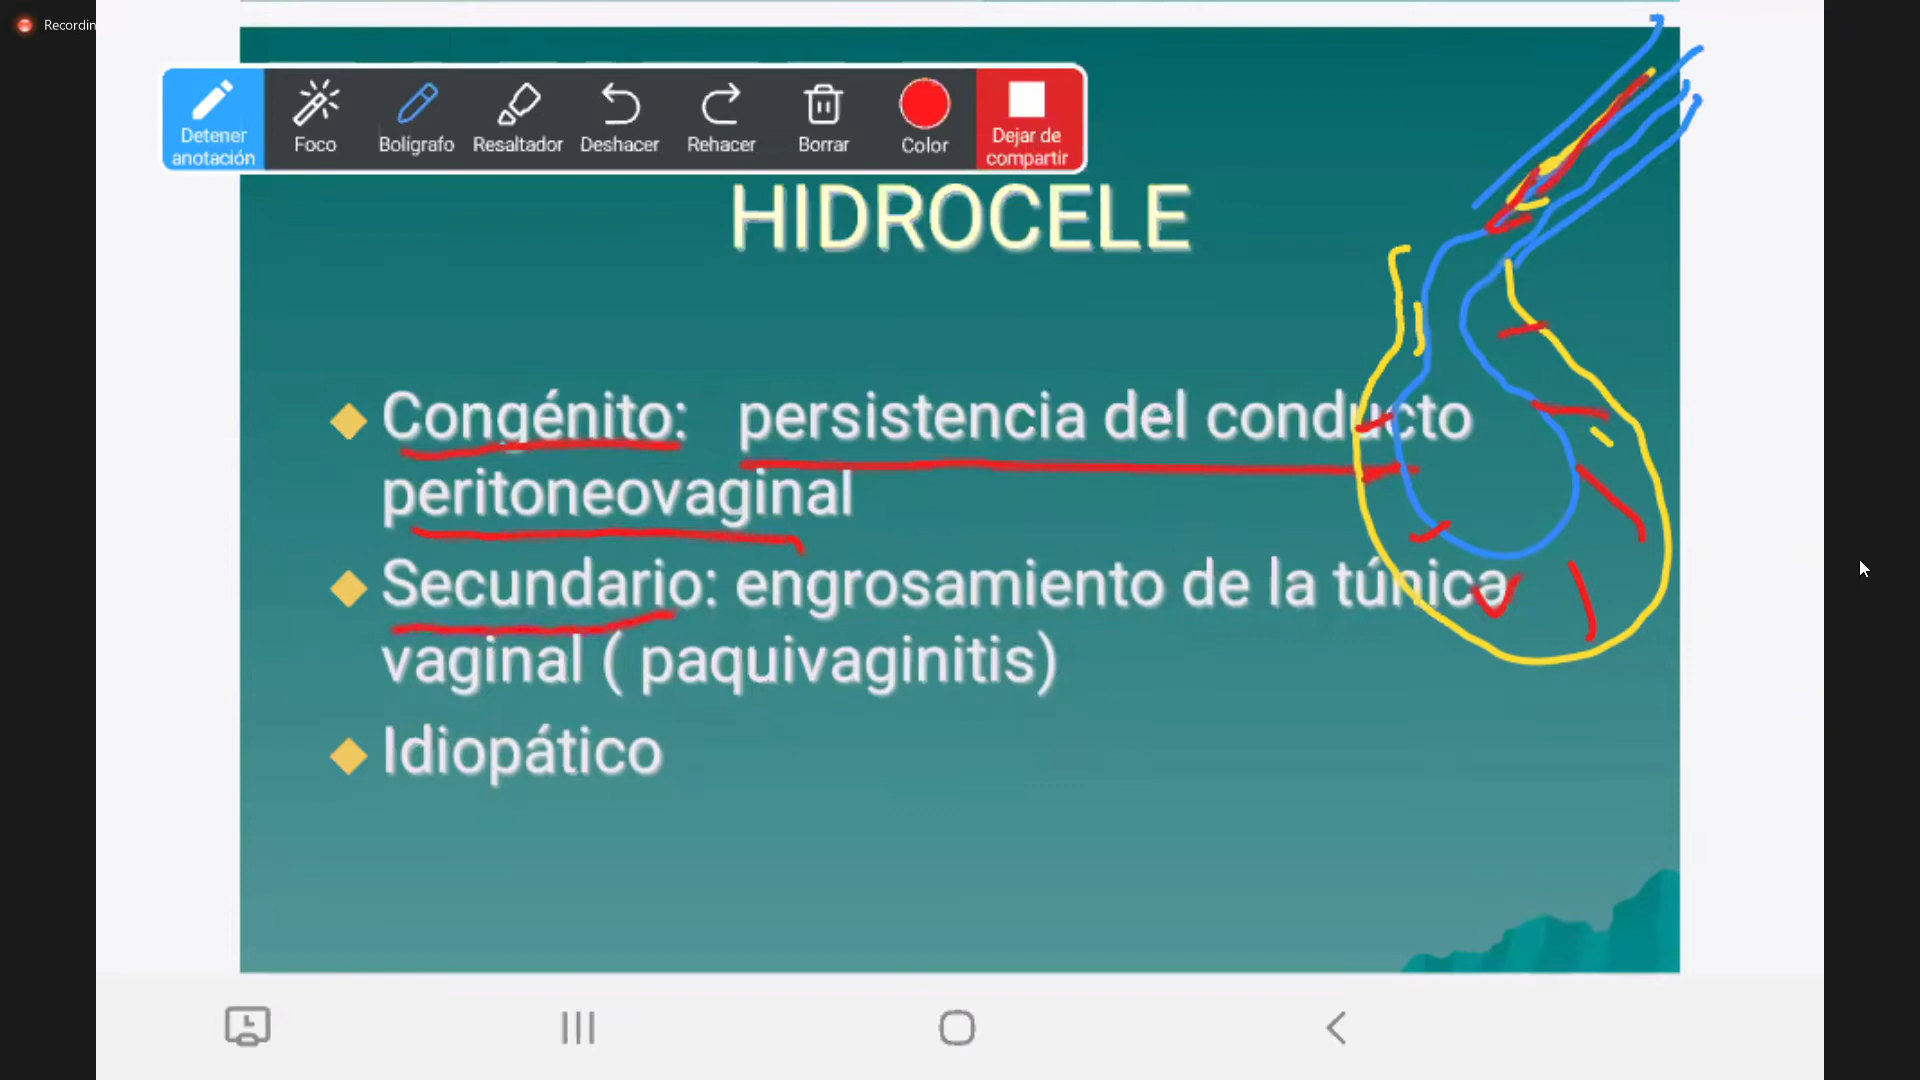 Recordin
Detener
anotación
Foco
Bolígrafo
Resaltador
Deshacer
Rehacer
Borrar
Color
Dejar de
compartir
HIDROCELE
Congénito: persistencia del conducto
peritoneovaginal
Secundario: engrosamiento de la túnica
vaginal ( paquivaginitis)
Idiopático